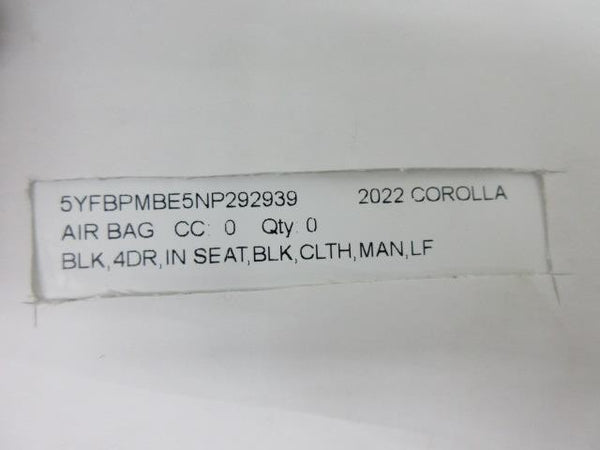 5YFBPMBE5NP292939 2022 COROLLA
AIR BAG CC: 0 Qty: 0
BLK,4DR,IN SEAT,BLK,CLTH,MAN,LF